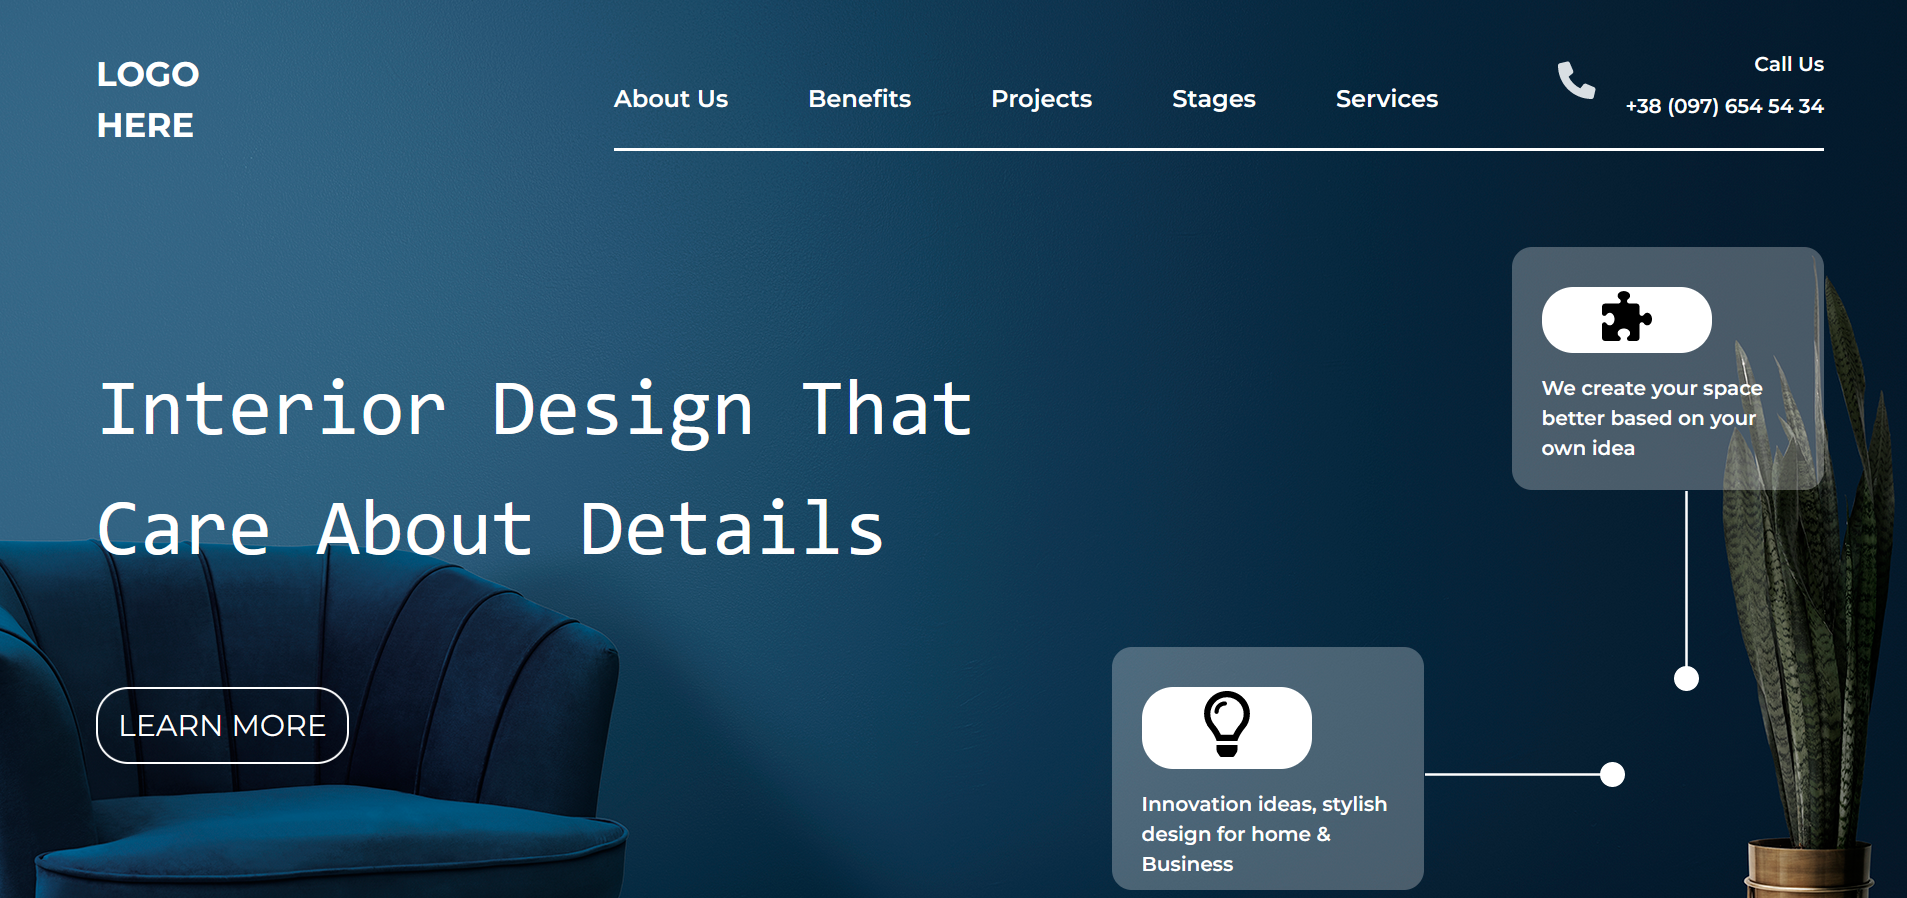 LOGO
HERE
About Us
Benefits
Projects
Stages
Services
Call Us
+38 (097) 654 54 34
Interior Design That
Care About Details
LEARN MORE
We create your space
better based on your
own idea
Innovation ideas, stylish
design for home &
Business